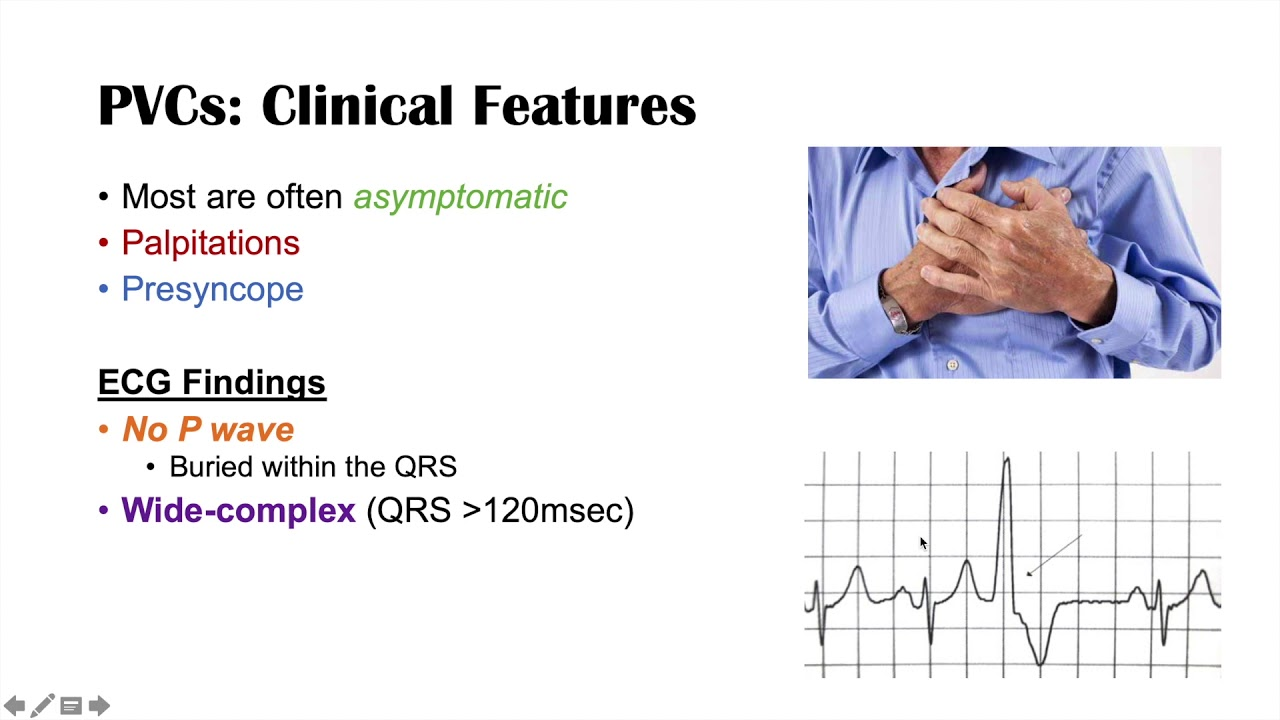 PVCs: Clinical Features
• Most are often asymptomatic
• Palpitations
• Presyncope
ECG Findings
• No P wave
• Buried within the QRS
• Wide-complex (QRS >120msec)